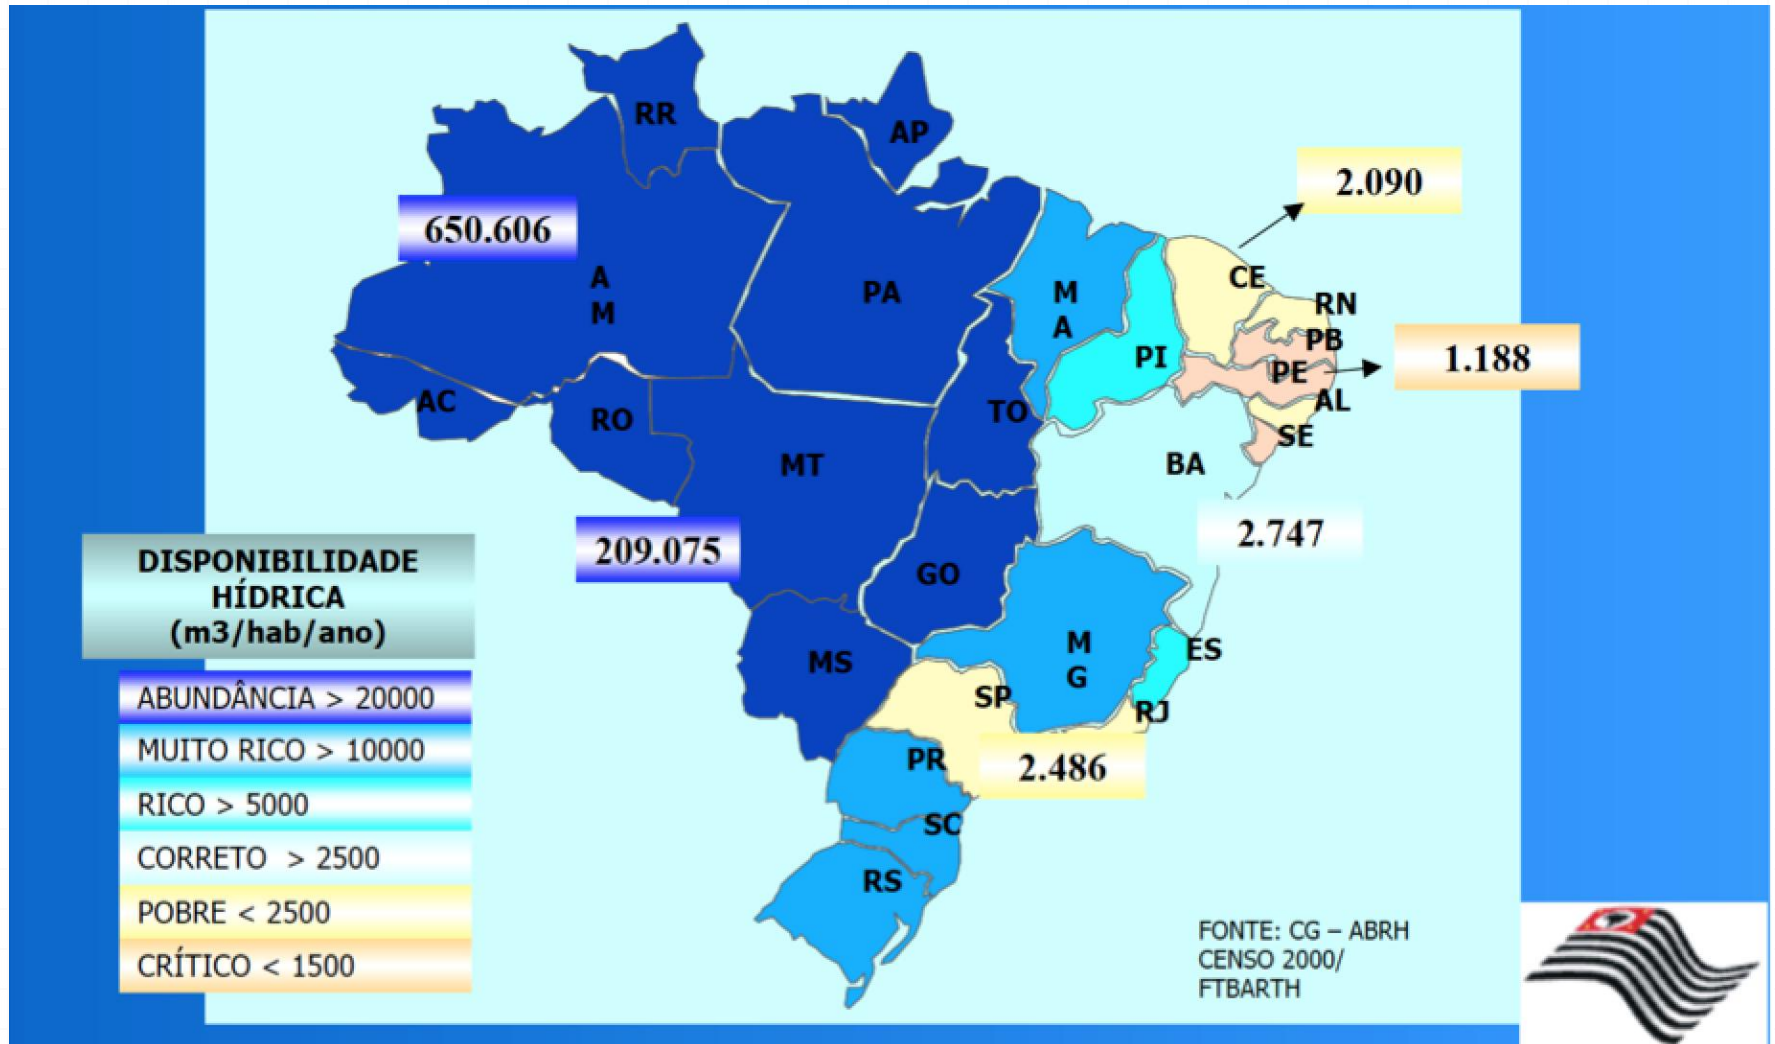 RR
AP
2.090
650.606
CE
A
M
PA
M
A
RN
PB
PI
1.188
PE
AC
RO
TO
AL
SE
MT
BA
2.747
209.075
GO
DISPONIBILIDADE
HÍDRICA
(m3/hab/ano)
M
G
ES
MS
SP
RJ
ABUNDÂNCIA > 20000
MUITO RICO > 10000
RICO > 5000
CORRETO > 2500
POBRE < 2500
CRÍTICO < 1500
PR
2.486
SC
RS
FONTE: CG – ABRH
CENSO 2000/
FTBARTH